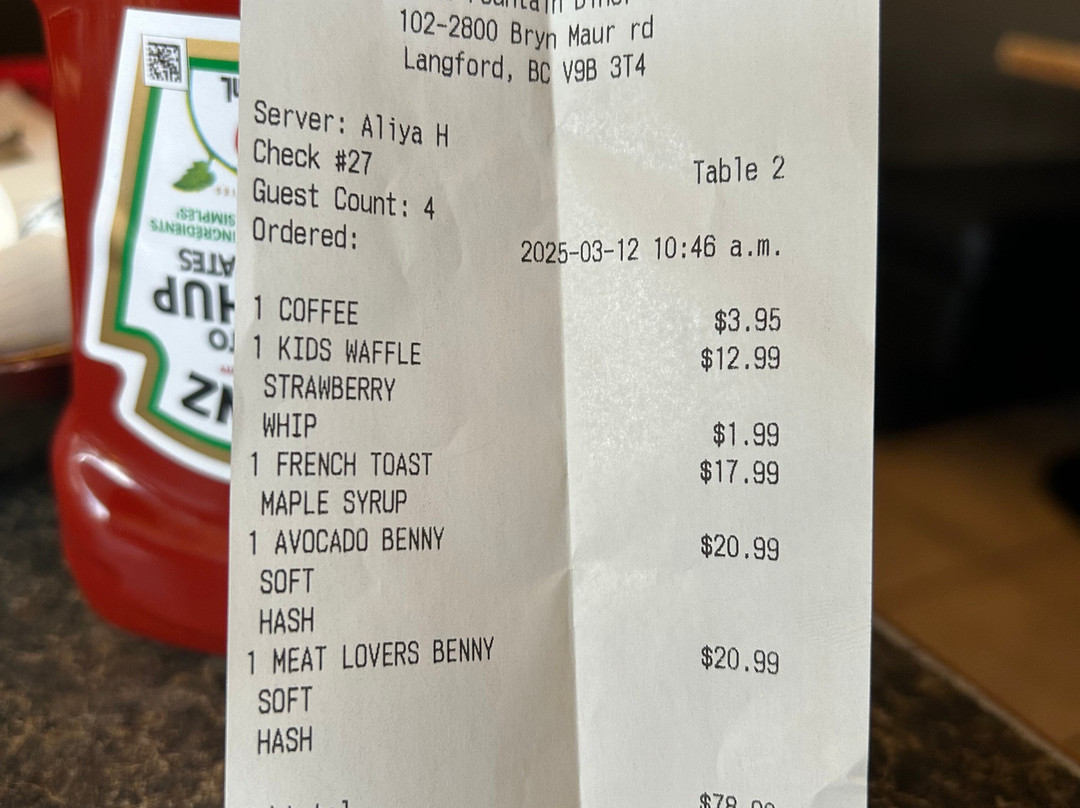 102-2800 Bryn Maur rd
Langford, BC V9B 3T4
Server: Aliya H
Check #27
Table 2
Guest Count: 4
Ordered:
2025-03-12 10:46 a.m.
1 COFFEE $3.95
1 KIDS WAFFLE $12.99
STRAWBERRY
WHIP $1.99
1 FRENCH TOAST $17.99
MAPLE SYRUP
1 AVOCADO BENNY $20.99
SOFT
HASH
1 MEAT LOVERS BENNY $20.99
SOFT
HASH